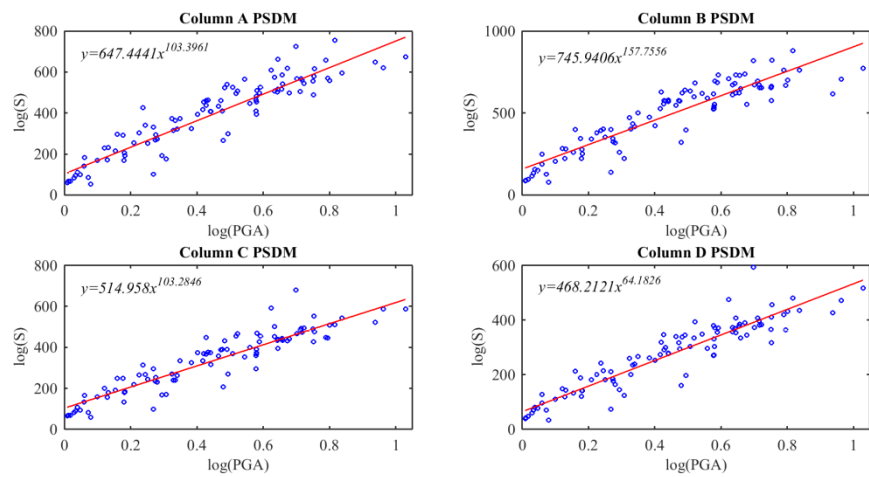 Column A PSDM
800
600
400
200
0
log(S)
y=647.4441x^103.3961
0 0.2 0.4 0.6 0.8 1
log(PGA)
Column B PSDM
1000
500
0
log(S)
y=745.9406x^157.7556
0 0.2 0.4 0.6 0.8 1
log(PGA)
Column C PSDM
800
600
400
200
0
log(S)
y=514.958x^103.2846
0 0.2 0.4 0.6 0.8 1
log(PGA)
Column D PSDM
600
400
200
0
log(S)
y=468.2121x^64.1826
0 0.2 0.4 0.6 0.8 1
log(PGA)